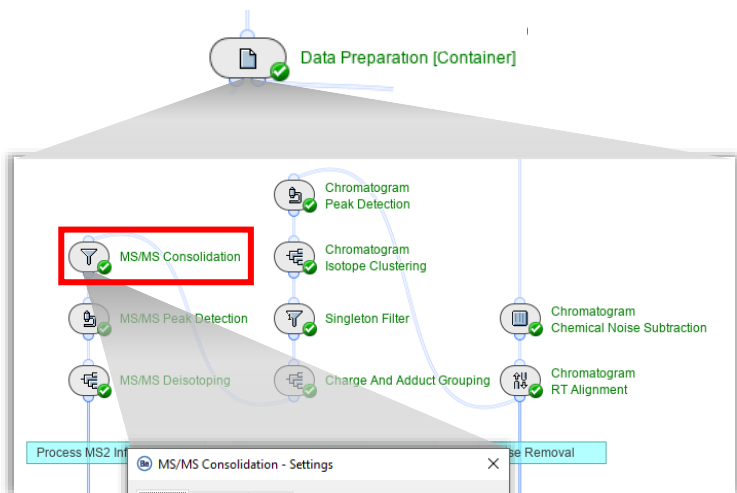 Data Preparation [Container]
Chromatogram
Peak Detection
MS/MS Consolidation
Chromatogram
Isotope Clustering
MS/MS Peak Detection
Singleton Filter
Chromatogram
Chemical Noise Subtraction
MS/MS Deisotoping
Charge And Adduct Grouping
Chromatogram
RT Alignment
Process MS2
Removal
MS/MS Consolidation - Settings